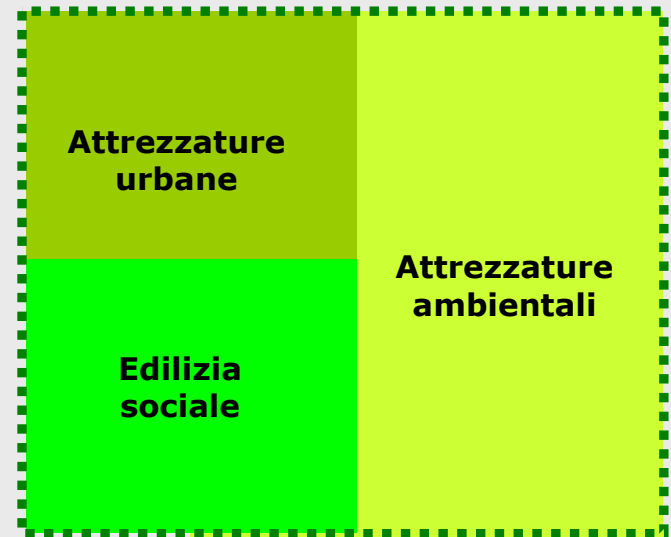 Attrezzature
urbane
Attrezzature
ambientali
Edilizia
sociale